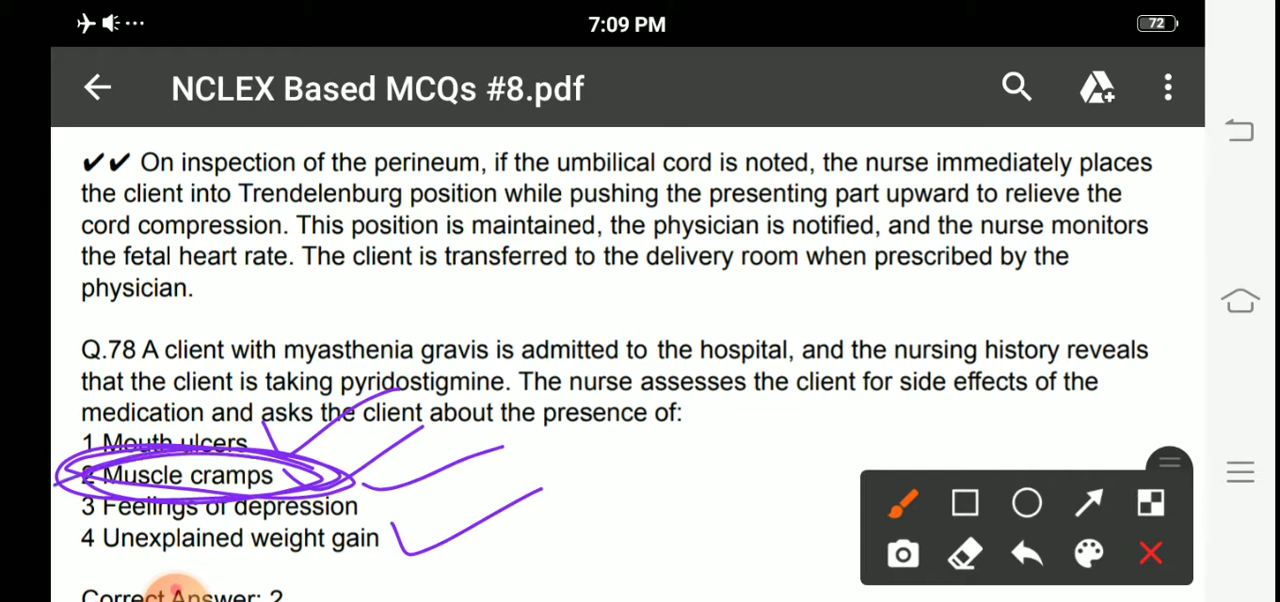 7:09 PM
72
NCLEX Based MCQs #8.pdf
✔✔ On inspection of the perineum, if the umbilical cord is noted, the nurse immediately places
the client into Trendelenburg position while pushing the presenting part upward to relieve the
cord compression. This position is maintained, the physician is notified, and the nurse monitors
the fetal heart rate. The client is transferred to the delivery room when prescribed by the
physician.
Q.78 A client with myasthenia gravis is admitted to the hospital, and the nursing history reveals
that the client is taking pyridostigmine. The nurse assesses the client for side effects of the
medication and asks the client about the presence of:
1 Mouth ulcers
2 Muscle cramps
3 Feelings of depression
4 Unexplained weight gain
Correct Answer: 2